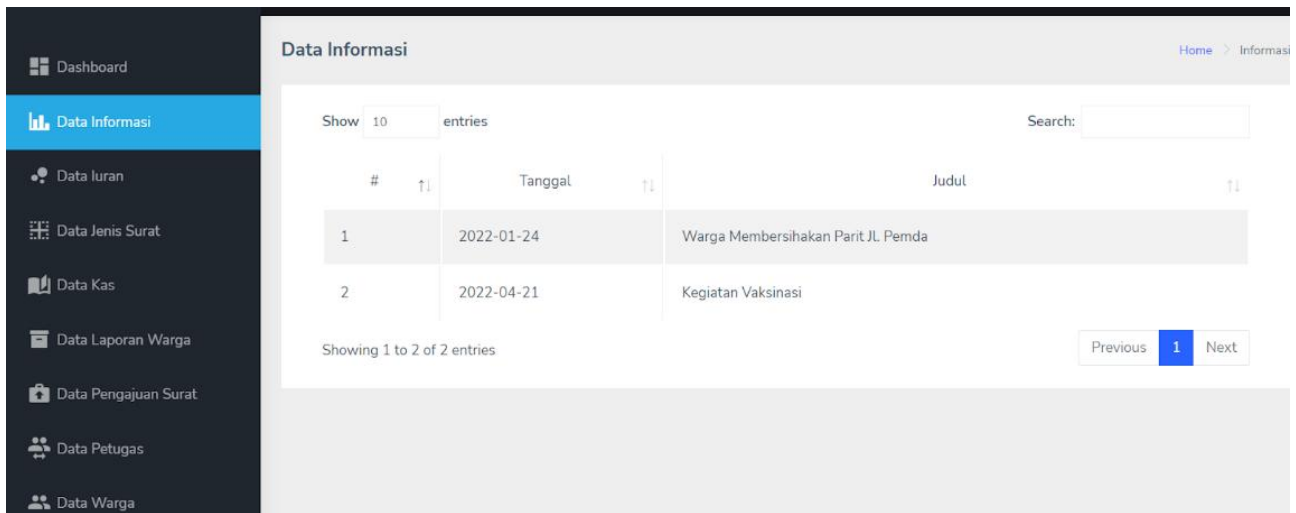 Dashboard
Data Informasi
Data Iuran
Data Jenis Surat
Data Kas
Data Laporan Warga
Data Pengajuan Surat
Data Petugas
Data Warga
Data Informasi
Home > Informasi
Show 10 entries
Search:
# Tanggal Judul
1 2022-01-24 Warga Membersihakan Parit Jl. Pemda
2 2022-04-21 Kegiatan Vaksinasi
Showing 1 to 2 of 2 entries
Previous 1 Next